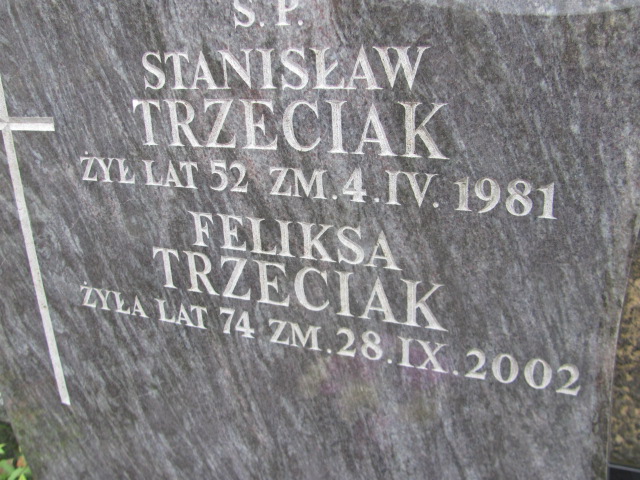 Ś.P.
STANISŁAW
TRZECIAK
ŻYŁ LAT 52 ZM.4.IV.1981
FELIKSA
TRZECIAK
ŻYŁA LAT 74 ZM.28.IX.2002